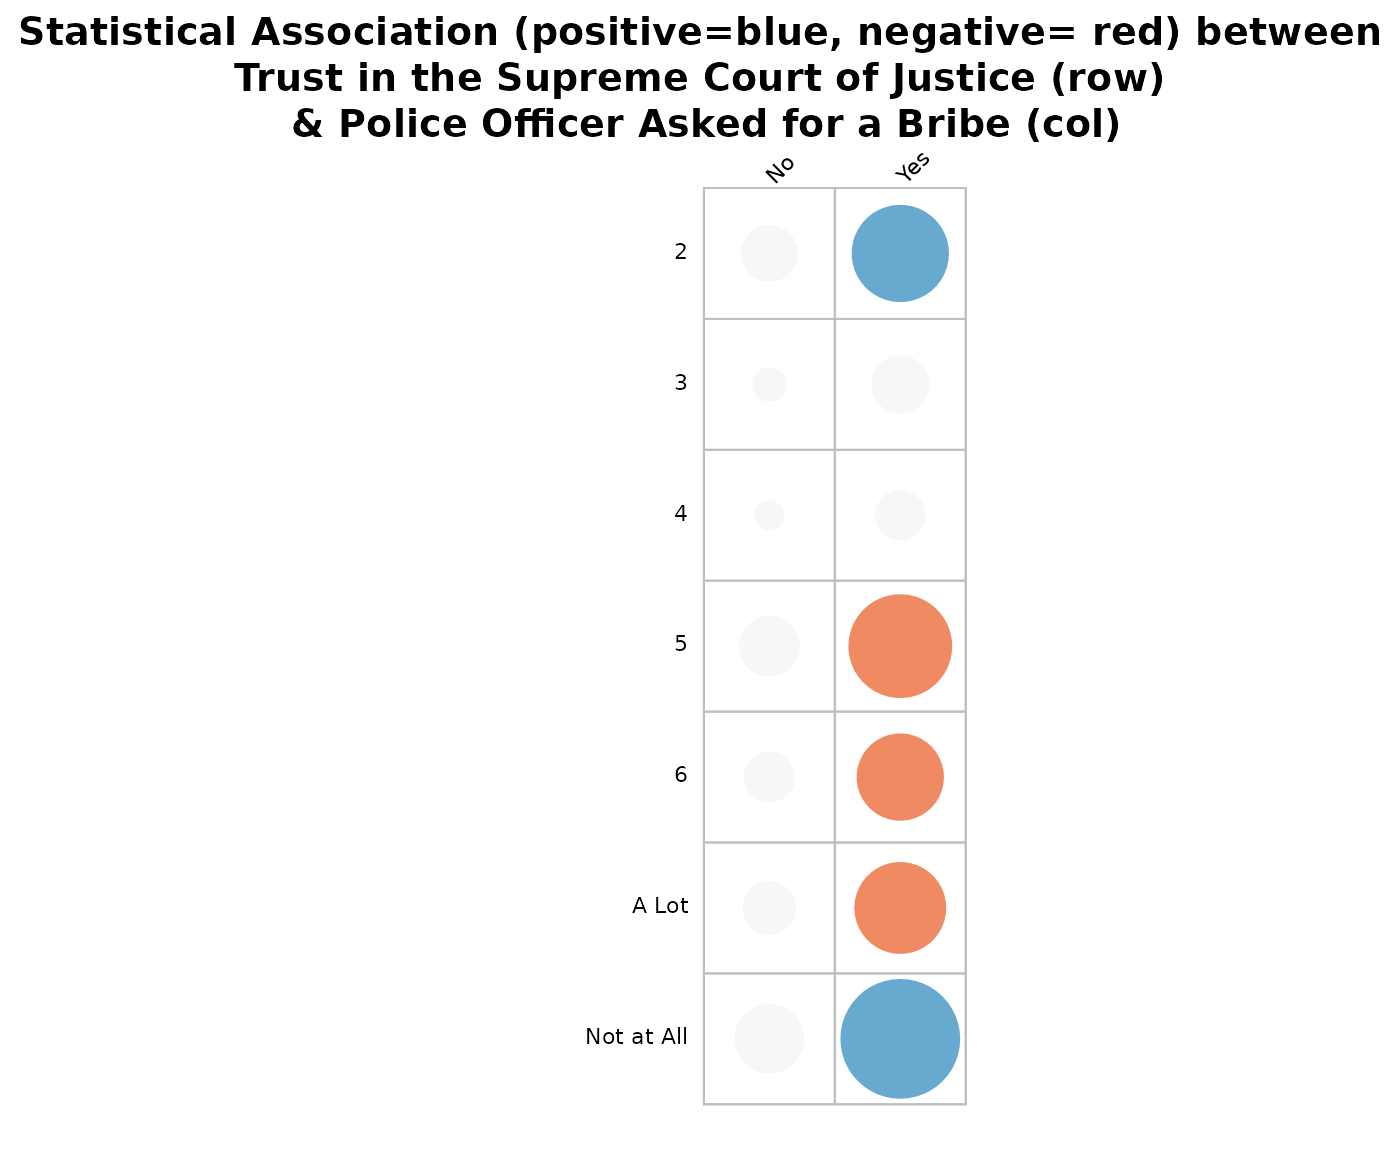 Statistical Association (positive=blue, negative= red) between
Trust in the Supreme Court of Justice (row)
& Police Officer Asked for a Bribe (col)
No
Yes
2
3
4
5
6
A Lot
Not at All